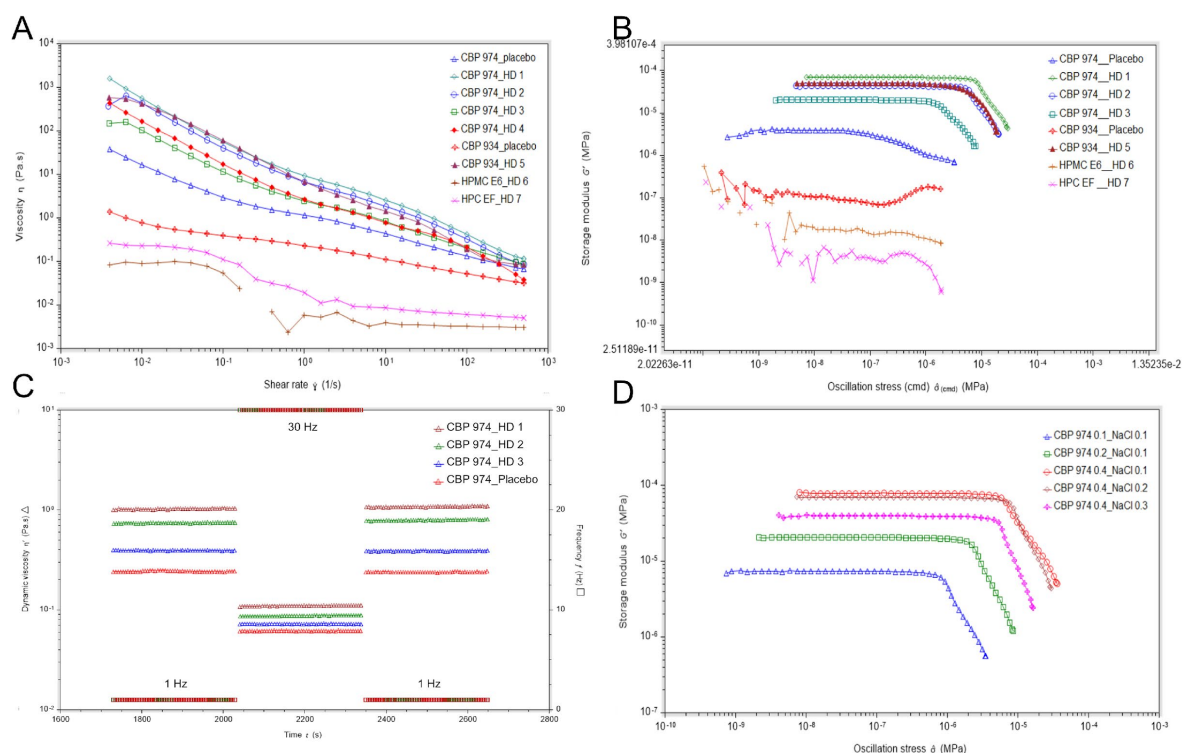 A
10^4
10^3
10^2
10^1
10^0
10^-1
10^-2
10^-3
Viscosity η (Pa.s)
CBP 974_placebo
CBP 974_HD 1
CBP 974_HD 2
CBP 974_HD 3
CBP 974_HD 4
CBP 934_placebo
CBP 934_HD 5
HPMC E6_HD 6
HPC EF_HD 7
10^-3
10^-2
10^-1
10^0
10^1
10^2
10^3
Shear rate γ̇ (1/s)
B
3.98107e-4
10^-4
10^-5
10^-6
10^-7
10^-8
10^-9
10^-10
2.51189e-11
Storage modulus G' (MPa)
CBP 974__Placebo
CBP 974__HD 1
CBP 974__HD 2
CBP 974__HD 3
CBP 934__Placebo
CBP 934__HD 5
HPMC E6_HD 6
HPC EF __HD 7
2.02263e-11
10^-9
10^-8
10^-7
10^-6
10^-5
10^-4
10^-3
1.35235e-2
Oscillation stress (cmd) σ̂(cmd) (MPa)
C
10^1
10^0
10^-1
10^-2
Dynamic viscosity η' (Pa.s) △
30 Hz
CBP 974_HD 1
CBP 974_HD 2
CBP 974_HD 3
CBP 974_Placebo
1 Hz
1 Hz
30
20
10
0
Frequency f (Hz) □
1600
1800
2000
2200
2400
2600
2800
Time t (s)
D
10^-3
10^-4
10^-5
10^-6
10^-7
Storage modulus G' (MPa)
CBP 974 0.1_NaCl 0.1
CBP 974 0.2_NaCl 0.1
CBP 974 0.4_NaCl 0.1
CBP 974 0.4_NaCl 0.2
CBP 974 0.4_NaCl 0.3
10^-10
10^-9
10^-8
10^-7
10^-6
10^-5
10^-4
10^-3
Oscillation stress σ̂ (MPa)